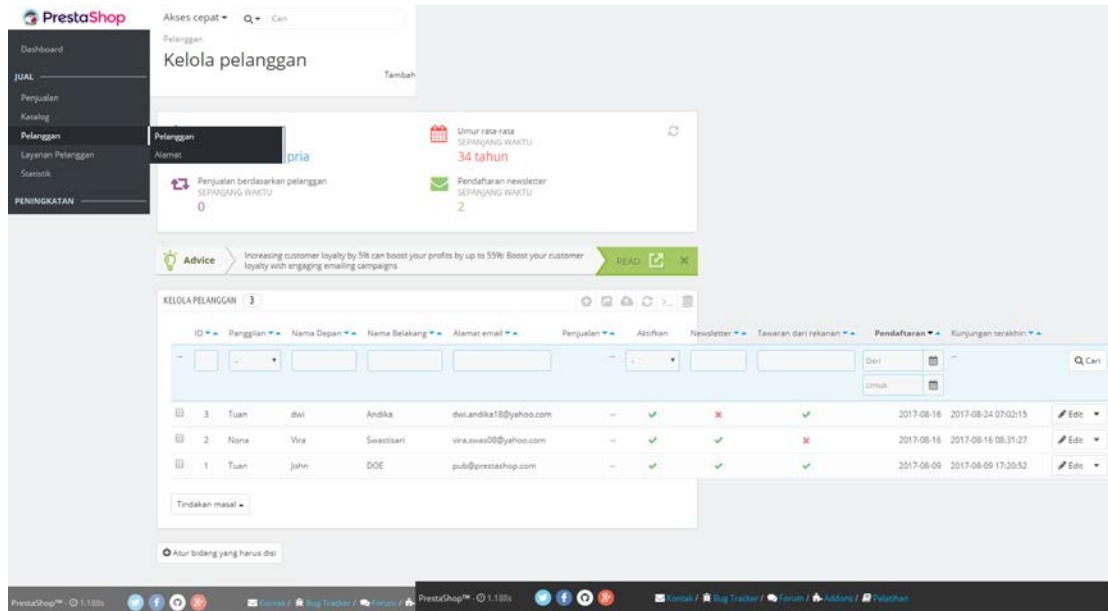 PrestaShop
Akses cepat
Cari
Pelanggan
Kelola pelanggan
Tambah
Dashboard
JUAL
Penjualan
Katalog
Pelanggan
Layanan Pelanggan
Statistik
PENINGKATAN
Pelanggan
Alamat
pria
Umur rata-rata
SEPANJANG WAKTU
34 tahun
Penjualan berdasarkan pelanggan
SEPANJANG WAKTU
0
Pendaftaran newsletter
SEPANJANG WAKTU
2
Advice
Increasing customer loyalty by 5% can boost your profits by up to 55%: Boost your customer
loyalty with engaging emailing campaigns
READ
KELOLA PELANGGAN 3
ID Panggilan Nama Depan Nama Belakang Alamat email Penjualan Aktifkan Newsletter Tawaran dari rekanan Pendaftaran Kunjungan terakhir
-- - -- - Dari -- Cari
Untuk
3 Tuan dwi Andika dwi.andika18@yahoo.com -- 2017-08-16 2017-08-24 07:02:15 Edit
2 Nona Vira Swastisari vira.swas08@yahoo.com -- 2017-08-16 2017-08-16 08:31:27 Edit
1 Tuan John DOE pub@prestashop.com -- 2017-08-09 2017-08-09 17:20:52 Edit
Tindakan masal
Atur bidang yang harus diisi
PrestaShop™ - 1.188s
Kontak / Bug Tracker / Forum /
PrestaShop™ - 1.188s
Kontak / Bug Tracker / Forum / Addons / Pelatihan